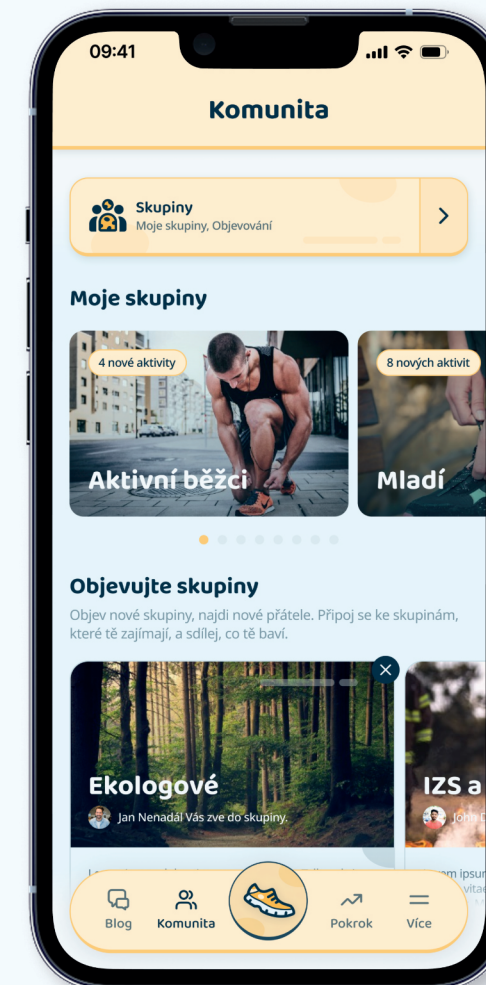 09:41
Komunita
Skupiny
Moje skupiny, Objevování
Moje skupiny
4 nové aktivity
8 nových aktivit
Aktivní běžci
Mladí
Objevujte skupiny
Objev nové skupiny, najdi nové přátele. Připoj se ke skupinám,
které tě zajímají, a sdílej, co tě baví.
Ekologové
IZS a
Jan Nenadál Vás zve do skupiny.
Blog
Komunita
Pokrok
Více